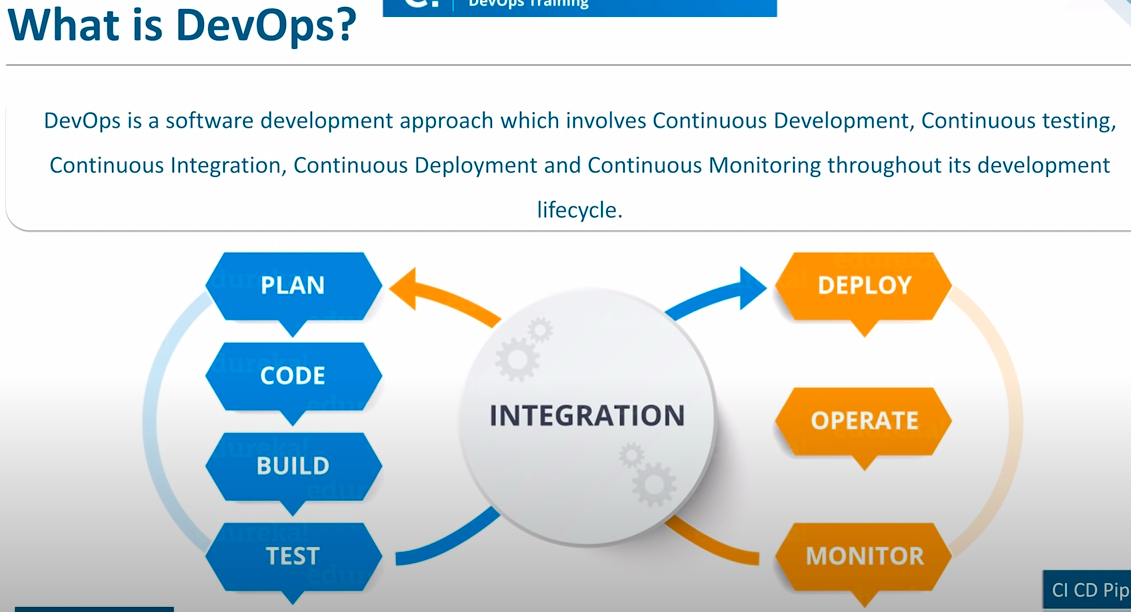 DevOps Training
What is DevOps?
DevOps is a software development approach which involves Continuous Development, Continuous testing,
Continuous Integration, Continuous Deployment and Continuous Monitoring throughout its development
lifecycle.
PLAN
CODE
BUILD
TEST
INTEGRATION
DEPLOY
OPERATE
MONITOR
edureka!
CI CD Pip